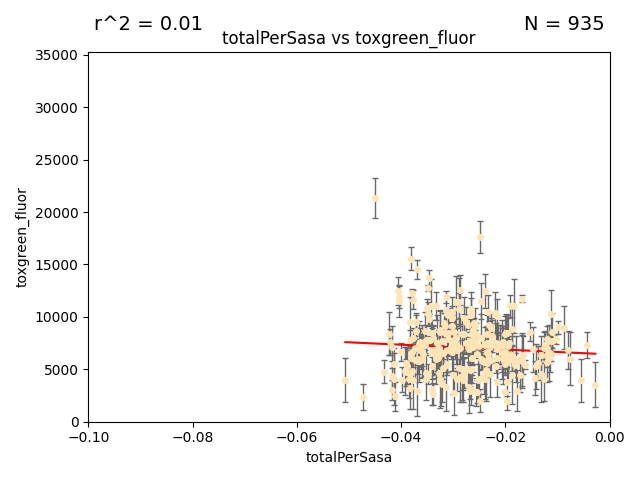 r^2 = 0.01
N = 935
totalPerSasa vs toxgreen_fluor
35000
30000
25000
20000
15000
10000
5000
0
toxgreen_fluor
−0.10
−0.08
−0.06
−0.04
−0.02
0.00
totalPerSasa